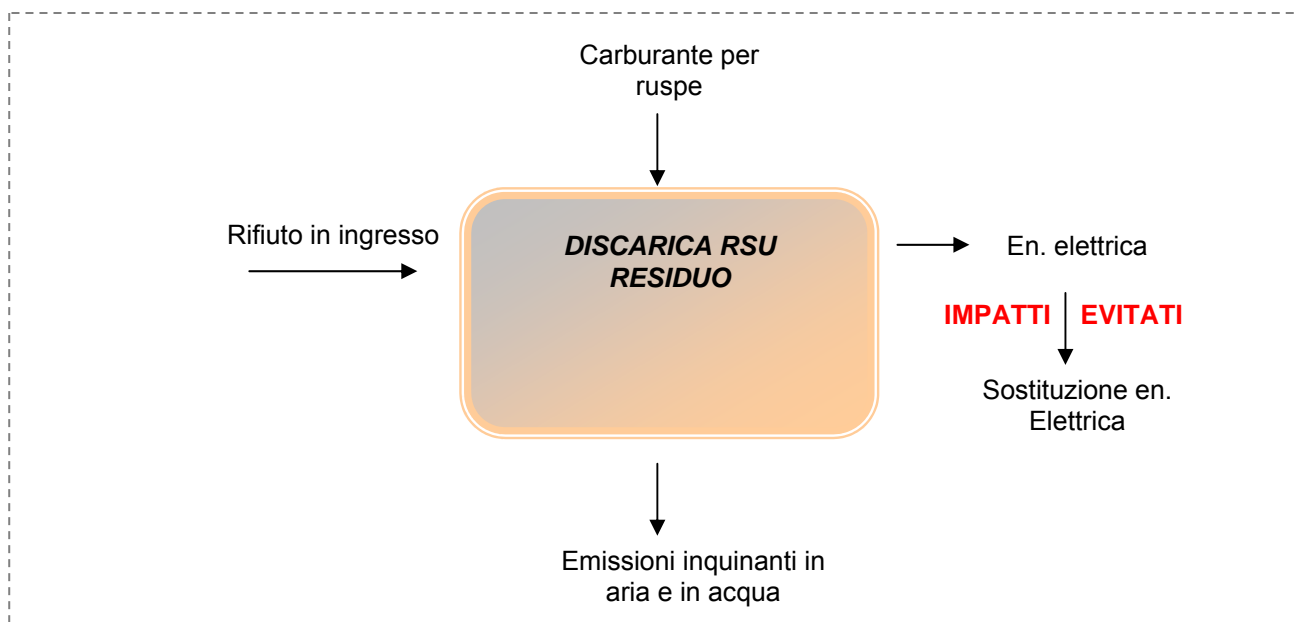 Carburante per
ruspe
Rifiuto in ingresso
DISCARICA RSU
RESIDUO
En. elettrica
IMPATTI EVITATI
Sostituzione en.
Elettrica
Emissioni inquinanti in
aria e in acqua